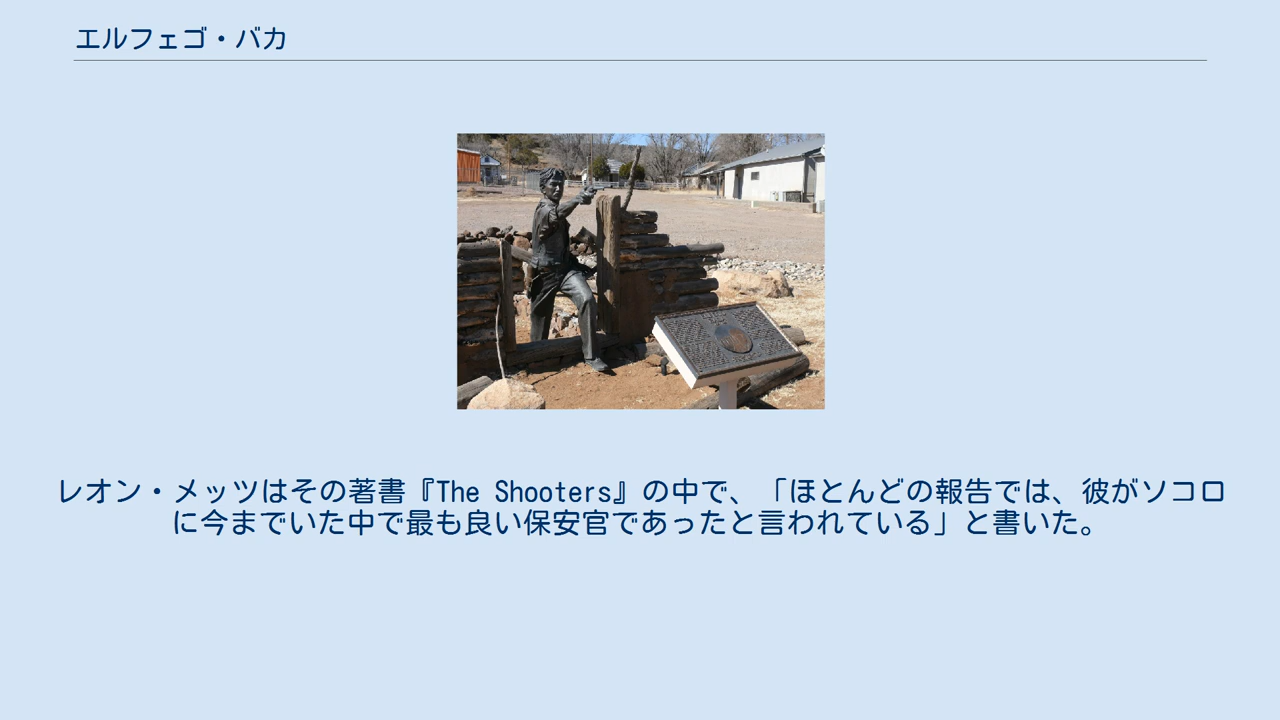 エルフェゴ・バカ
レオン・メッツはその著書『The Shooters』の中で、「ほとんどの報告では、彼がソコロ
に今までいた中で最も良い保安官であったと言われている」と書いた。